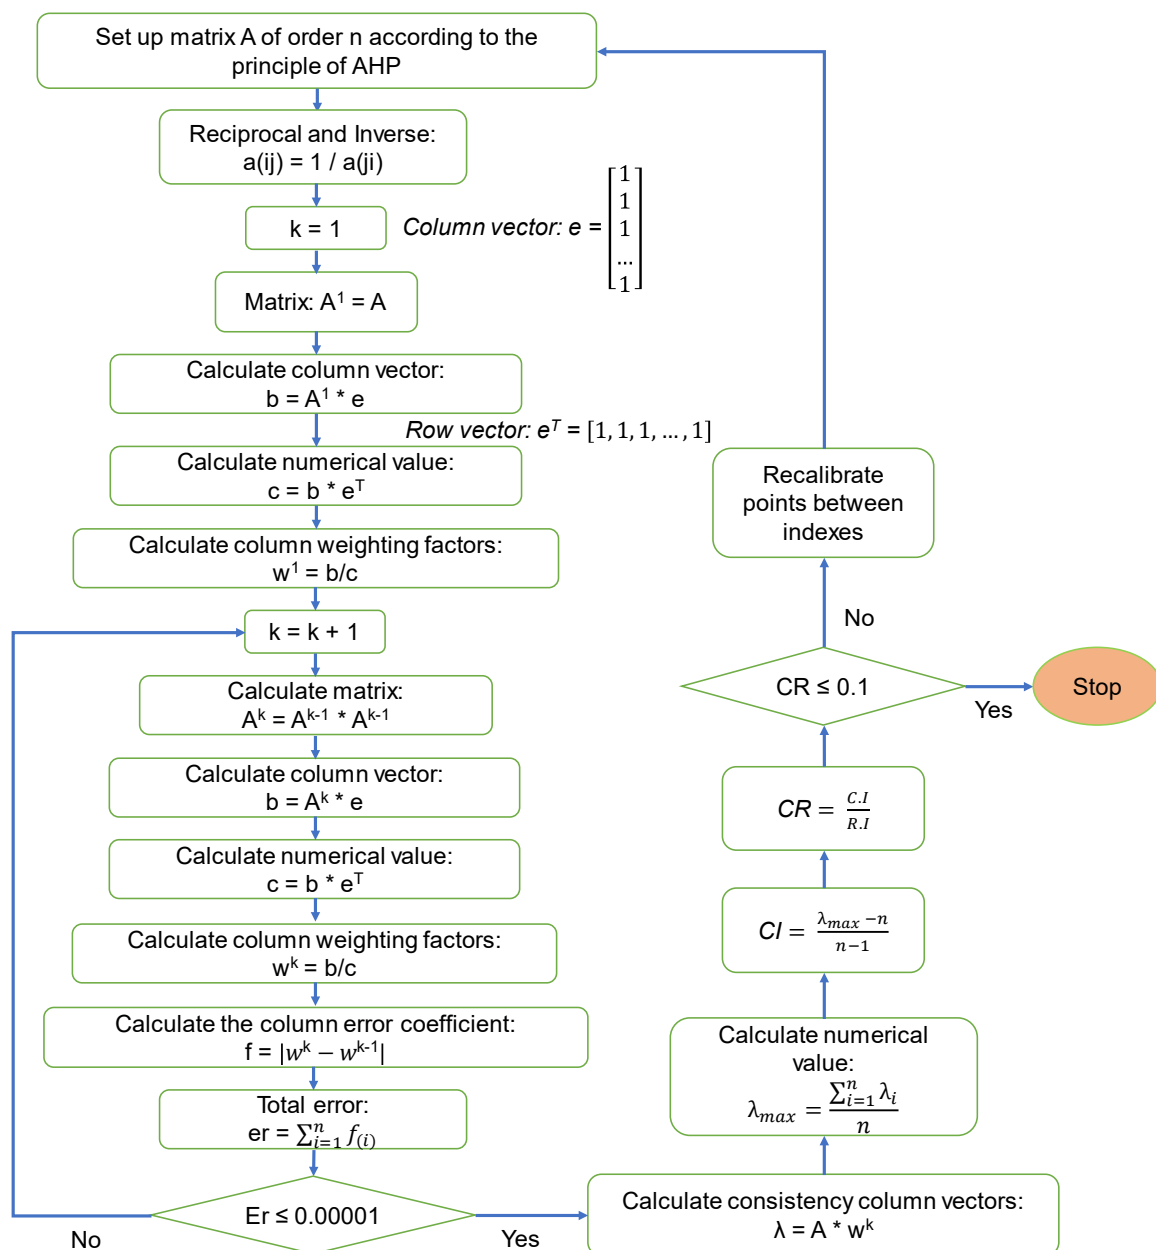 Set up matrix A of order n according to the
principle of AHP
Reciprocal and Inverse:
a(ij) = 1 / a(ji)
k = 1
Column vector: e = [1 1 1 ... 1]
Matrix: A¹ = A
Calculate column vector:
b = A¹ * e
Row vector: eᵀ = [1, 1, 1, … , 1]
Calculate numerical value:
c = b * eᵀ
Calculate column weighting factors:
w¹ = b/c
k = k + 1
Calculate matrix:
Aᵏ = Aᵏ⁻¹ * Aᵏ⁻¹
Calculate column vector:
b = Aᵏ * e
Calculate numerical value:
c = b * eᵀ
Calculate column weighting factors:
wᵏ = b/c
Calculate the column error coefficient:
f = |wᵏ − wᵏ⁻¹|
Total error:
er = ∑ᵢ₌₁ⁿ f₍ᵢ₎
Er ≤ 0.00001
No
Yes
Calculate consistency column vectors:
λ = A * wᵏ
Calculate numerical
value:
λₘₐₓ = ∑ᵢ₌₁ⁿ λᵢ / n
CI = (λₘₐₓ − n) / (n−1)
CR = C.I / R.I
CR ≤ 0.1
Yes
Stop
No
Recalibrate
points between
indexes